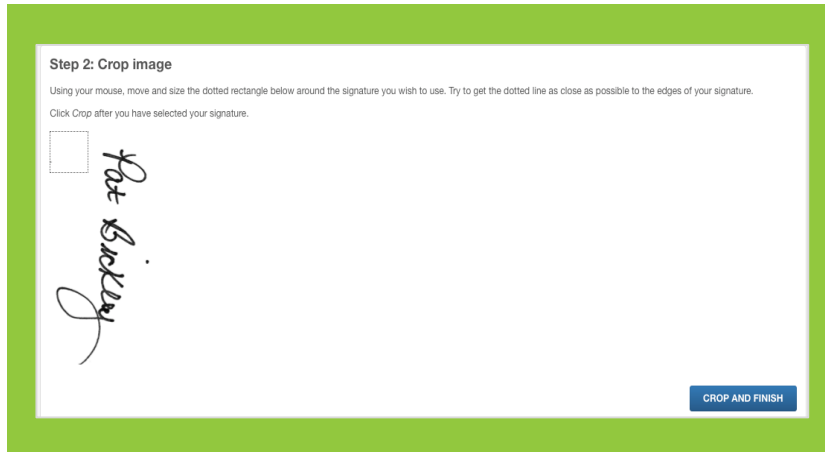 Step 2: Crop image
Using your mouse, move and size the dotted rectangle below around the signature you wish to use. Try to get the dotted line as close as possible to the edges of your signature.
Click Crop after you have selected your signature.
Pat Bickley
CROP AND FINISH